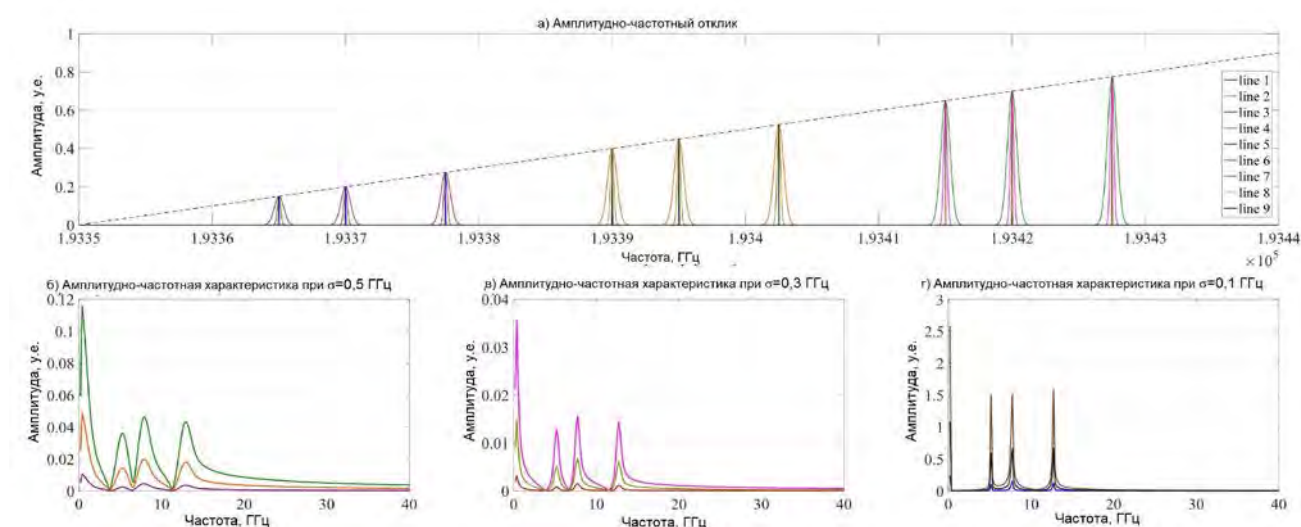 а) Амплитудно-частотный отклик
Амплитуда, у.е.
1
0.8
0.6
0.4
0.2
0
1.9335 1.9336 1.9337 1.9338 1.9339 1.934 1.9341 1.9342 1.9343 1.9344
×10⁵
Частота, ГГц
line 1
line 2
line 3
line 4
line 5
line 6
line 7
line 8
line 9
б) Амплитудно-частотная характеристика при σ=0,5 ГГц
Амплитуда, у.е.
0.12
0.1
0.08
0.06
0.04
0.02
0
0 10 20 30 40
Частота, ГГц
в) Амплитудно-частотная характеристика при σ=0,3 ГГц
Амплитуда, у.е.
0.04
0.03
0.02
0.01
0
0 10 20 30 40
Частота, ГГц
г) Амплитудно-частотная характеристика при σ=0,1 ГГц
Амплитуда, у.е.
3
2.5
2
1.5
1
0.5
0
0 10 20 30 40
Частота, ГГц